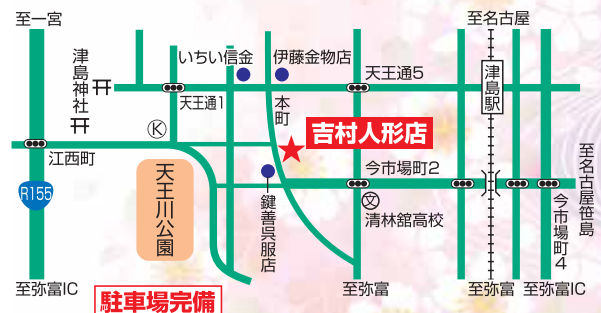 至一宮
至名古屋
いちい信金
伊藤金物店
天王通5
津島神社
津島駅
天王通1
本町
K
吉村人形店
江西町
今市場町2
至名古屋笹島
R155
天王川公園
鍵善呉服店
文
清林舘高校
今市場町4
至弥富IC
至弥富
至弥富
至弥富IC
駐車場完備